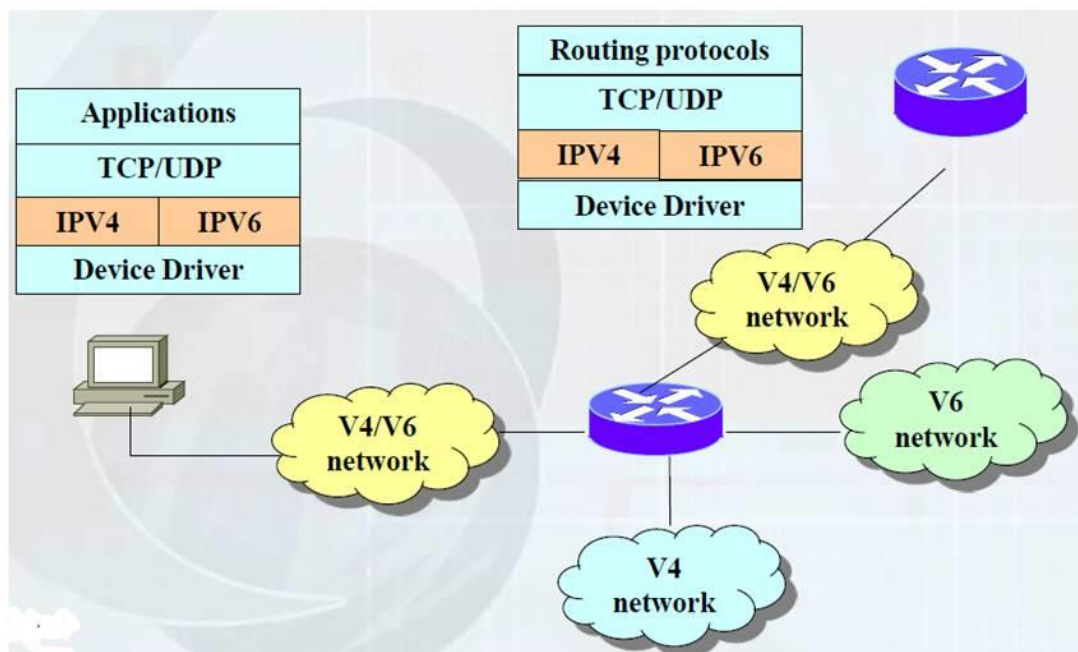 Applications
TCP/UDP
IPV4 IPV6
Device Driver
Routing protocols
TCP/UDP
IPV4 IPV6
Device Driver
V4/V6
network
V4/V6
network
V6
network
V4
network